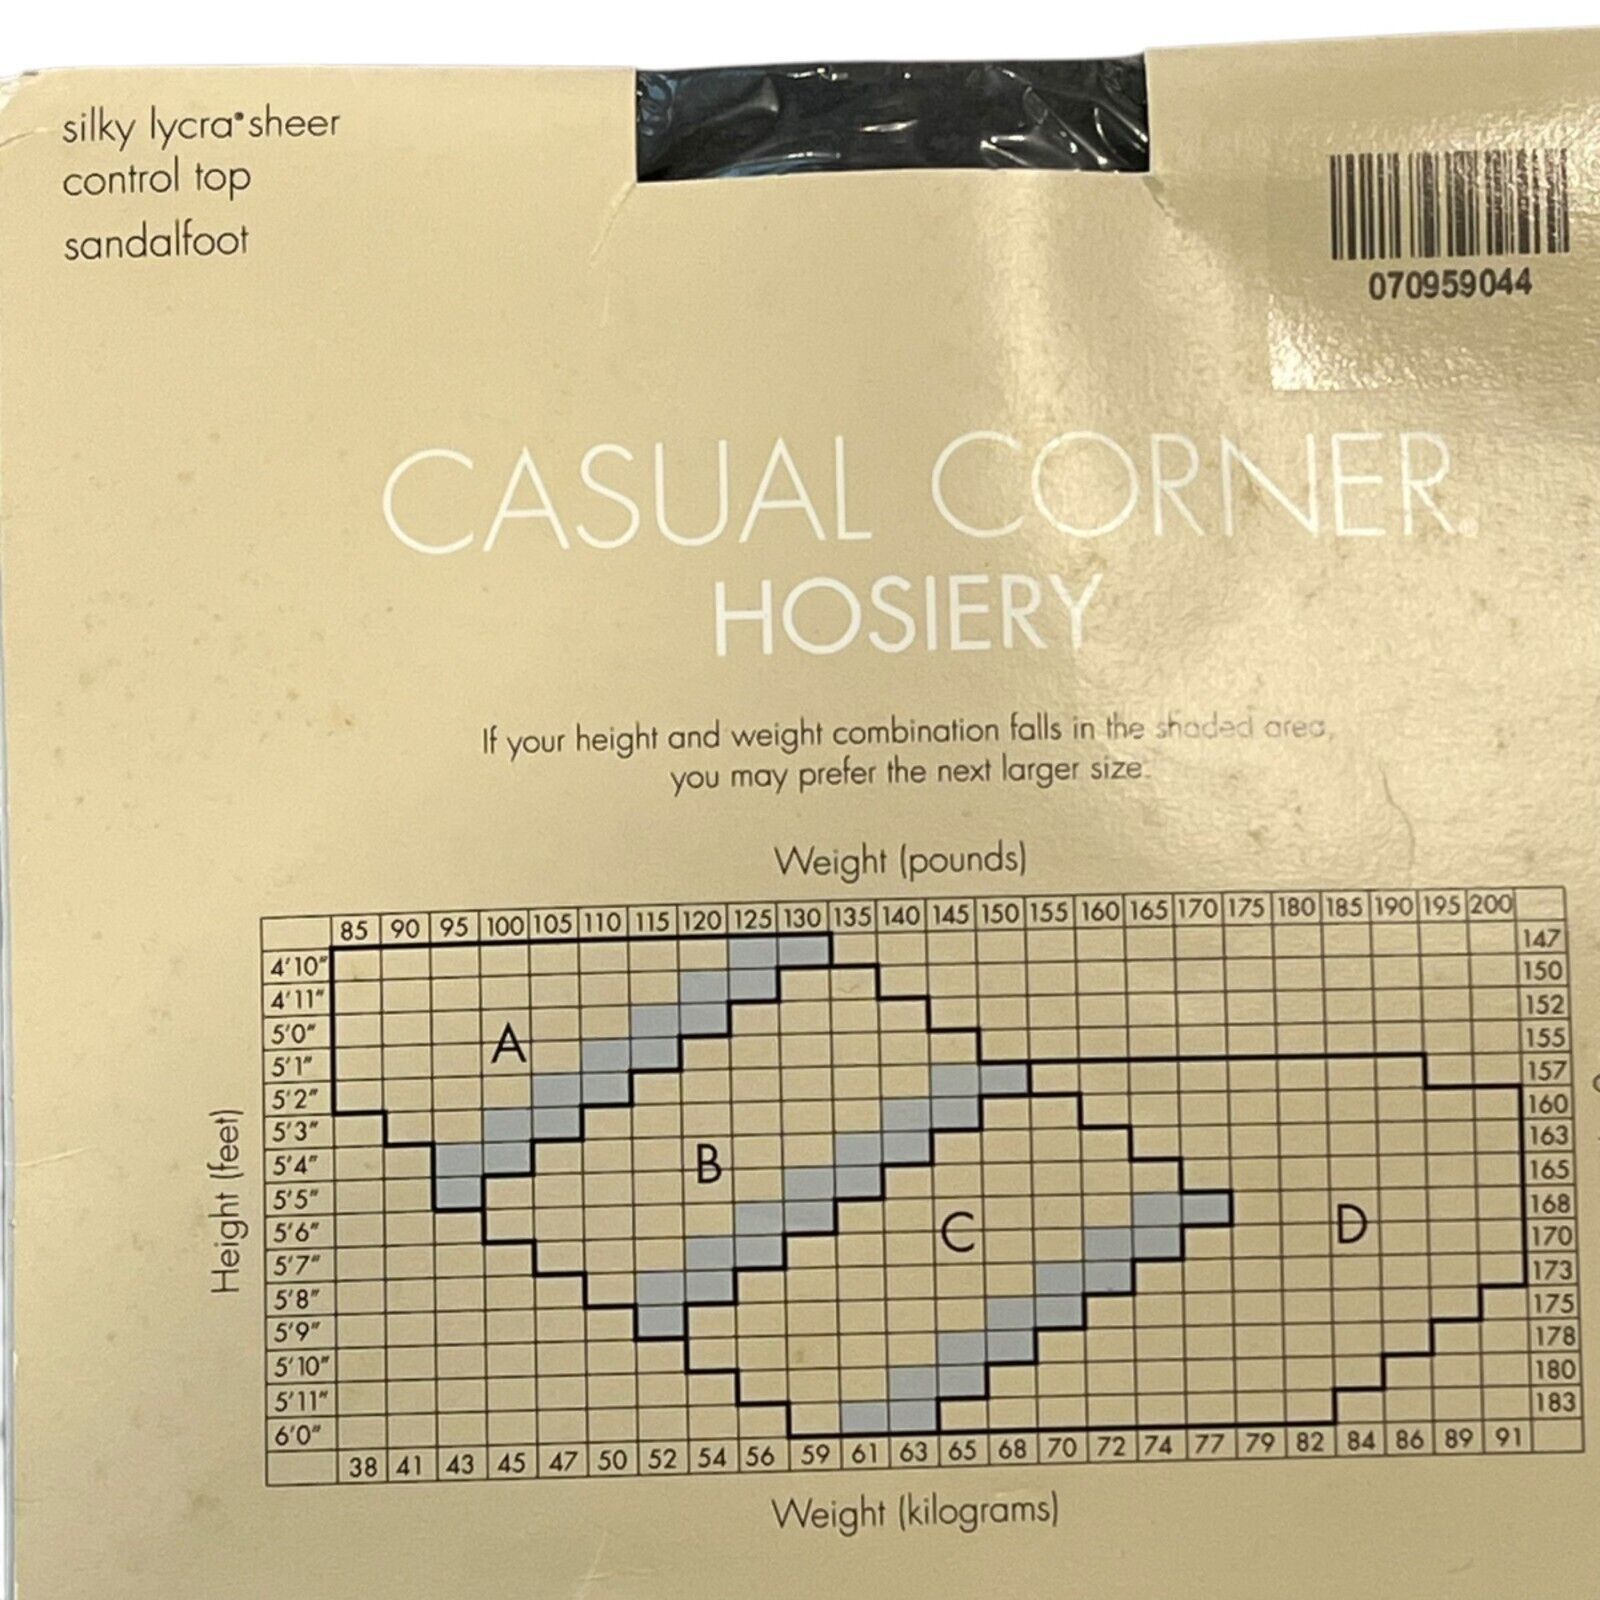 silky lycra® sheer
control top
sandalfoot
070959044
CASUAL CORNER.
HOSIERY
If your height and weight combination falls in the shaded area,
you may prefer the next larger size.
Weight (pounds)
85 90 95 100 105 110 115 120 125 130 135 140 145 150 155 160 165 170 175 180 185 190 195 200
147
4'10"
150
4'11"
152
5'0"
A
155
5'1"
157
5'2"
160
5'3"
163
5'4"
B
165
5'5"
168
5'6"
C
D
170
5'7"
173
5'8"
175
5'9"
178
5'10"
180
5'11"
183
6'0"
38 41 43 45 47 50 52 54 56 59 61 63 65 68 70 72 74 77 79 82 84 86 89 91
Height (feet)
Weight (kilograms)